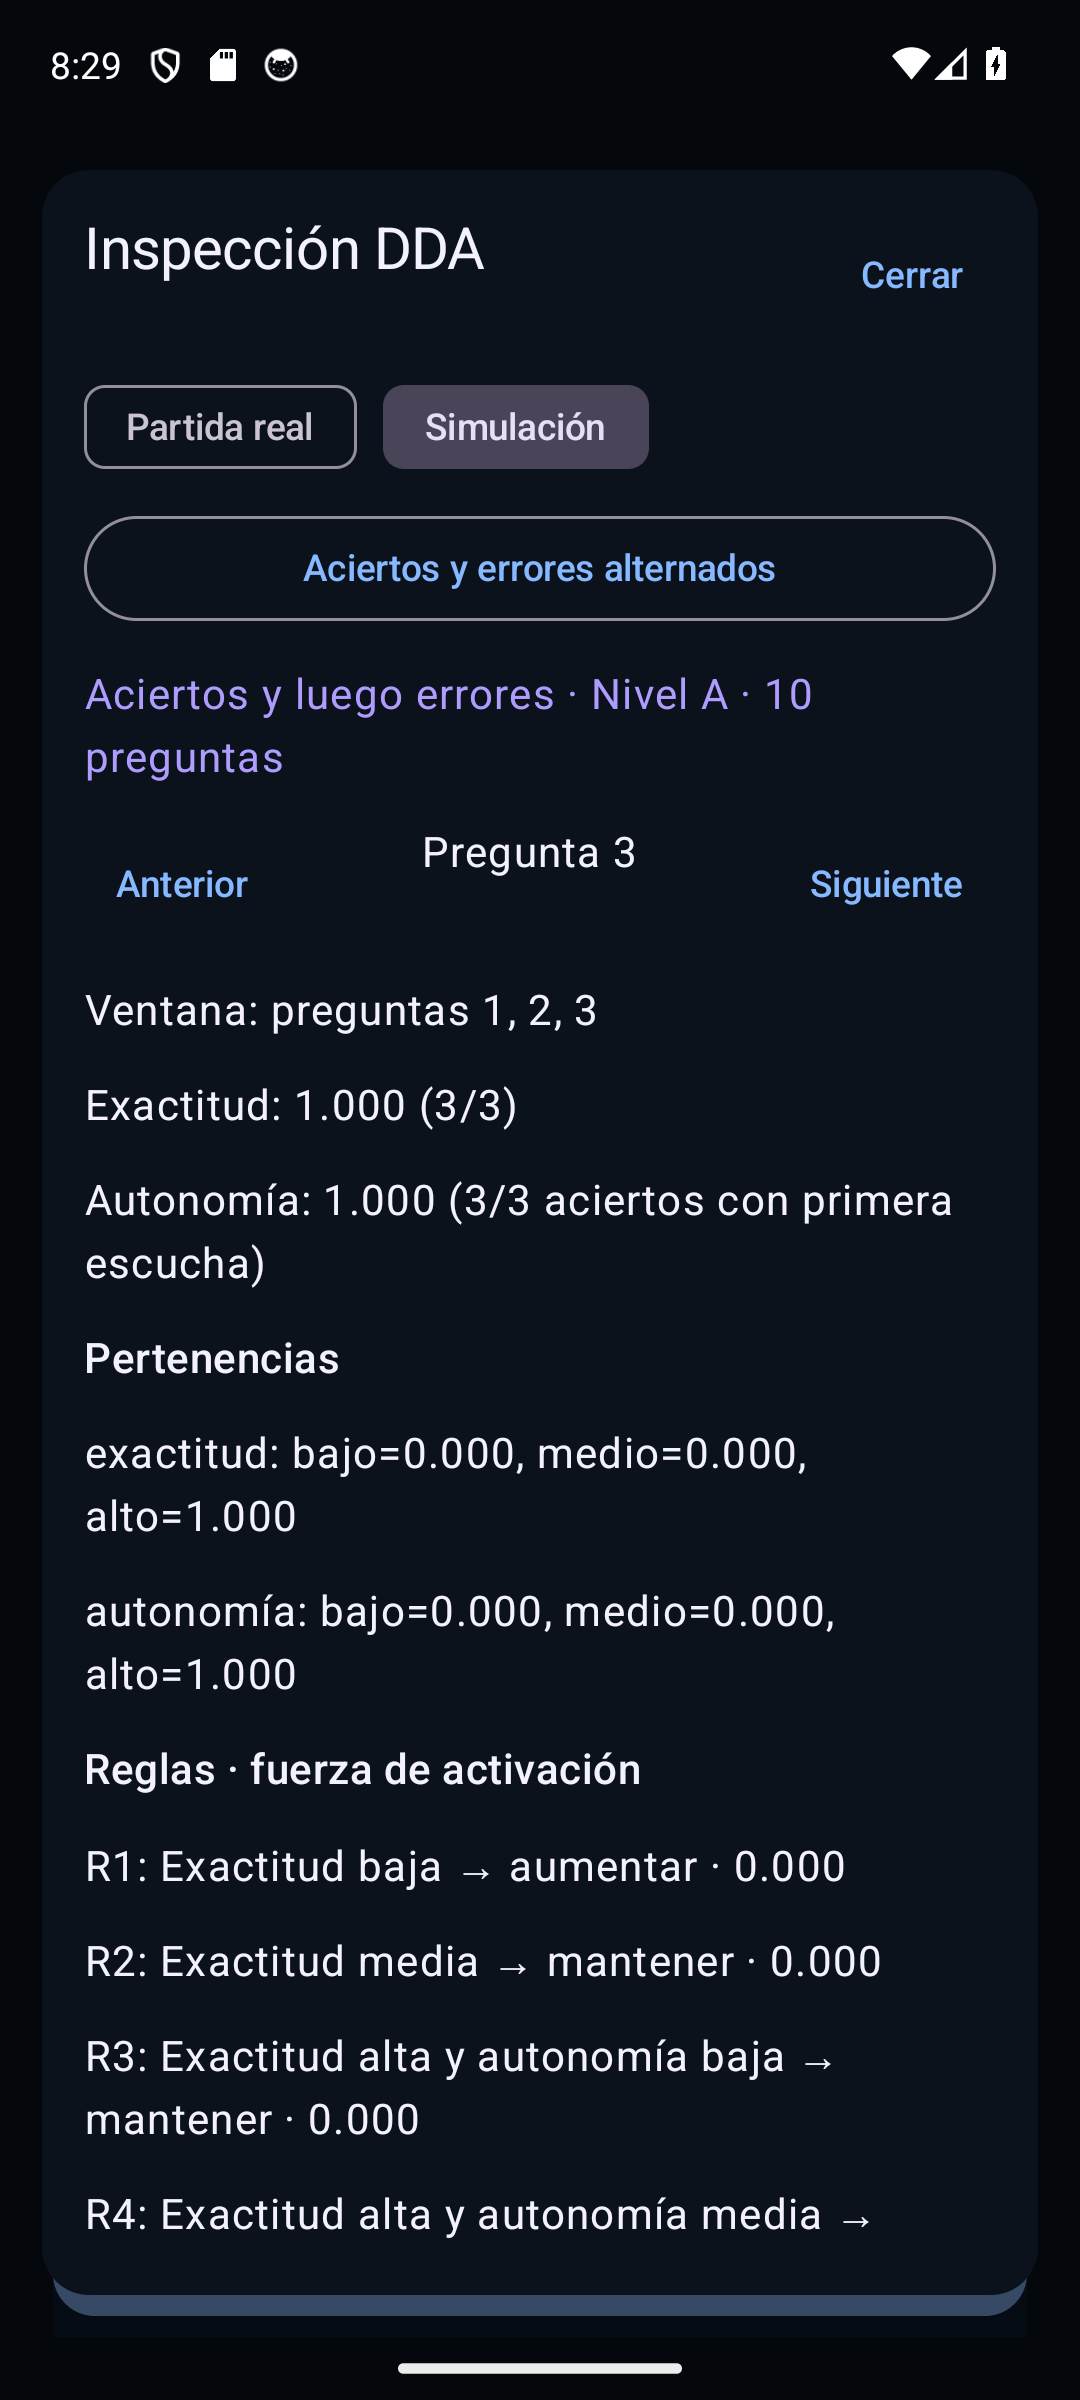 8:29
Inspección DDA
Cerrar
Partida real
Simulación
Aciertos y errores alternados
Aciertos y luego errores · Nivel A · 10
preguntas
Pregunta 3
Anterior
Siguiente
Ventana: preguntas 1, 2, 3
Exactitud: 1.000 (3/3)
Autonomía: 1.000 (3/3 aciertos con primera
escucha)
Pertenencias
exactitud: bajo=0.000, medio=0.000,
alto=1.000
autonomía: bajo=0.000, medio=0.000,
alto=1.000
Reglas · fuerza de activación
R1: Exactitud baja → aumentar · 0.000
R2: Exactitud media → mantener · 0.000
R3: Exactitud alta y autonomía baja →
mantener · 0.000
R4: Exactitud alta y autonomía media →